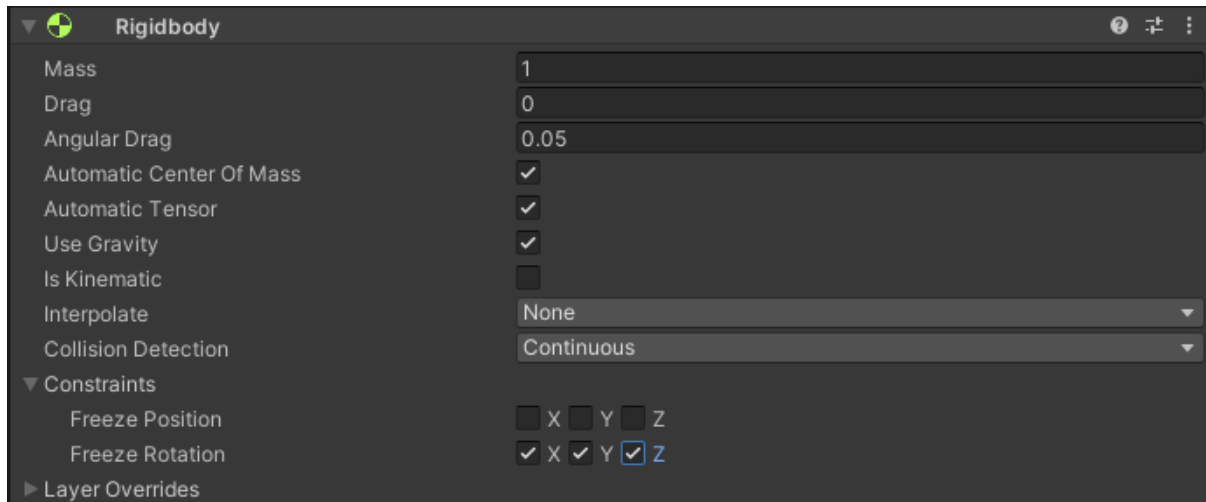 Rigidbody
Mass 1
Drag 0
Angular Drag 0.05
Automatic Center Of Mass
Automatic Tensor
Use Gravity
Is Kinematic
Interpolate None
Collision Detection Continuous
Constraints
Freeze Position X Y Z
Freeze Rotation X Y Z
Layer Overrides